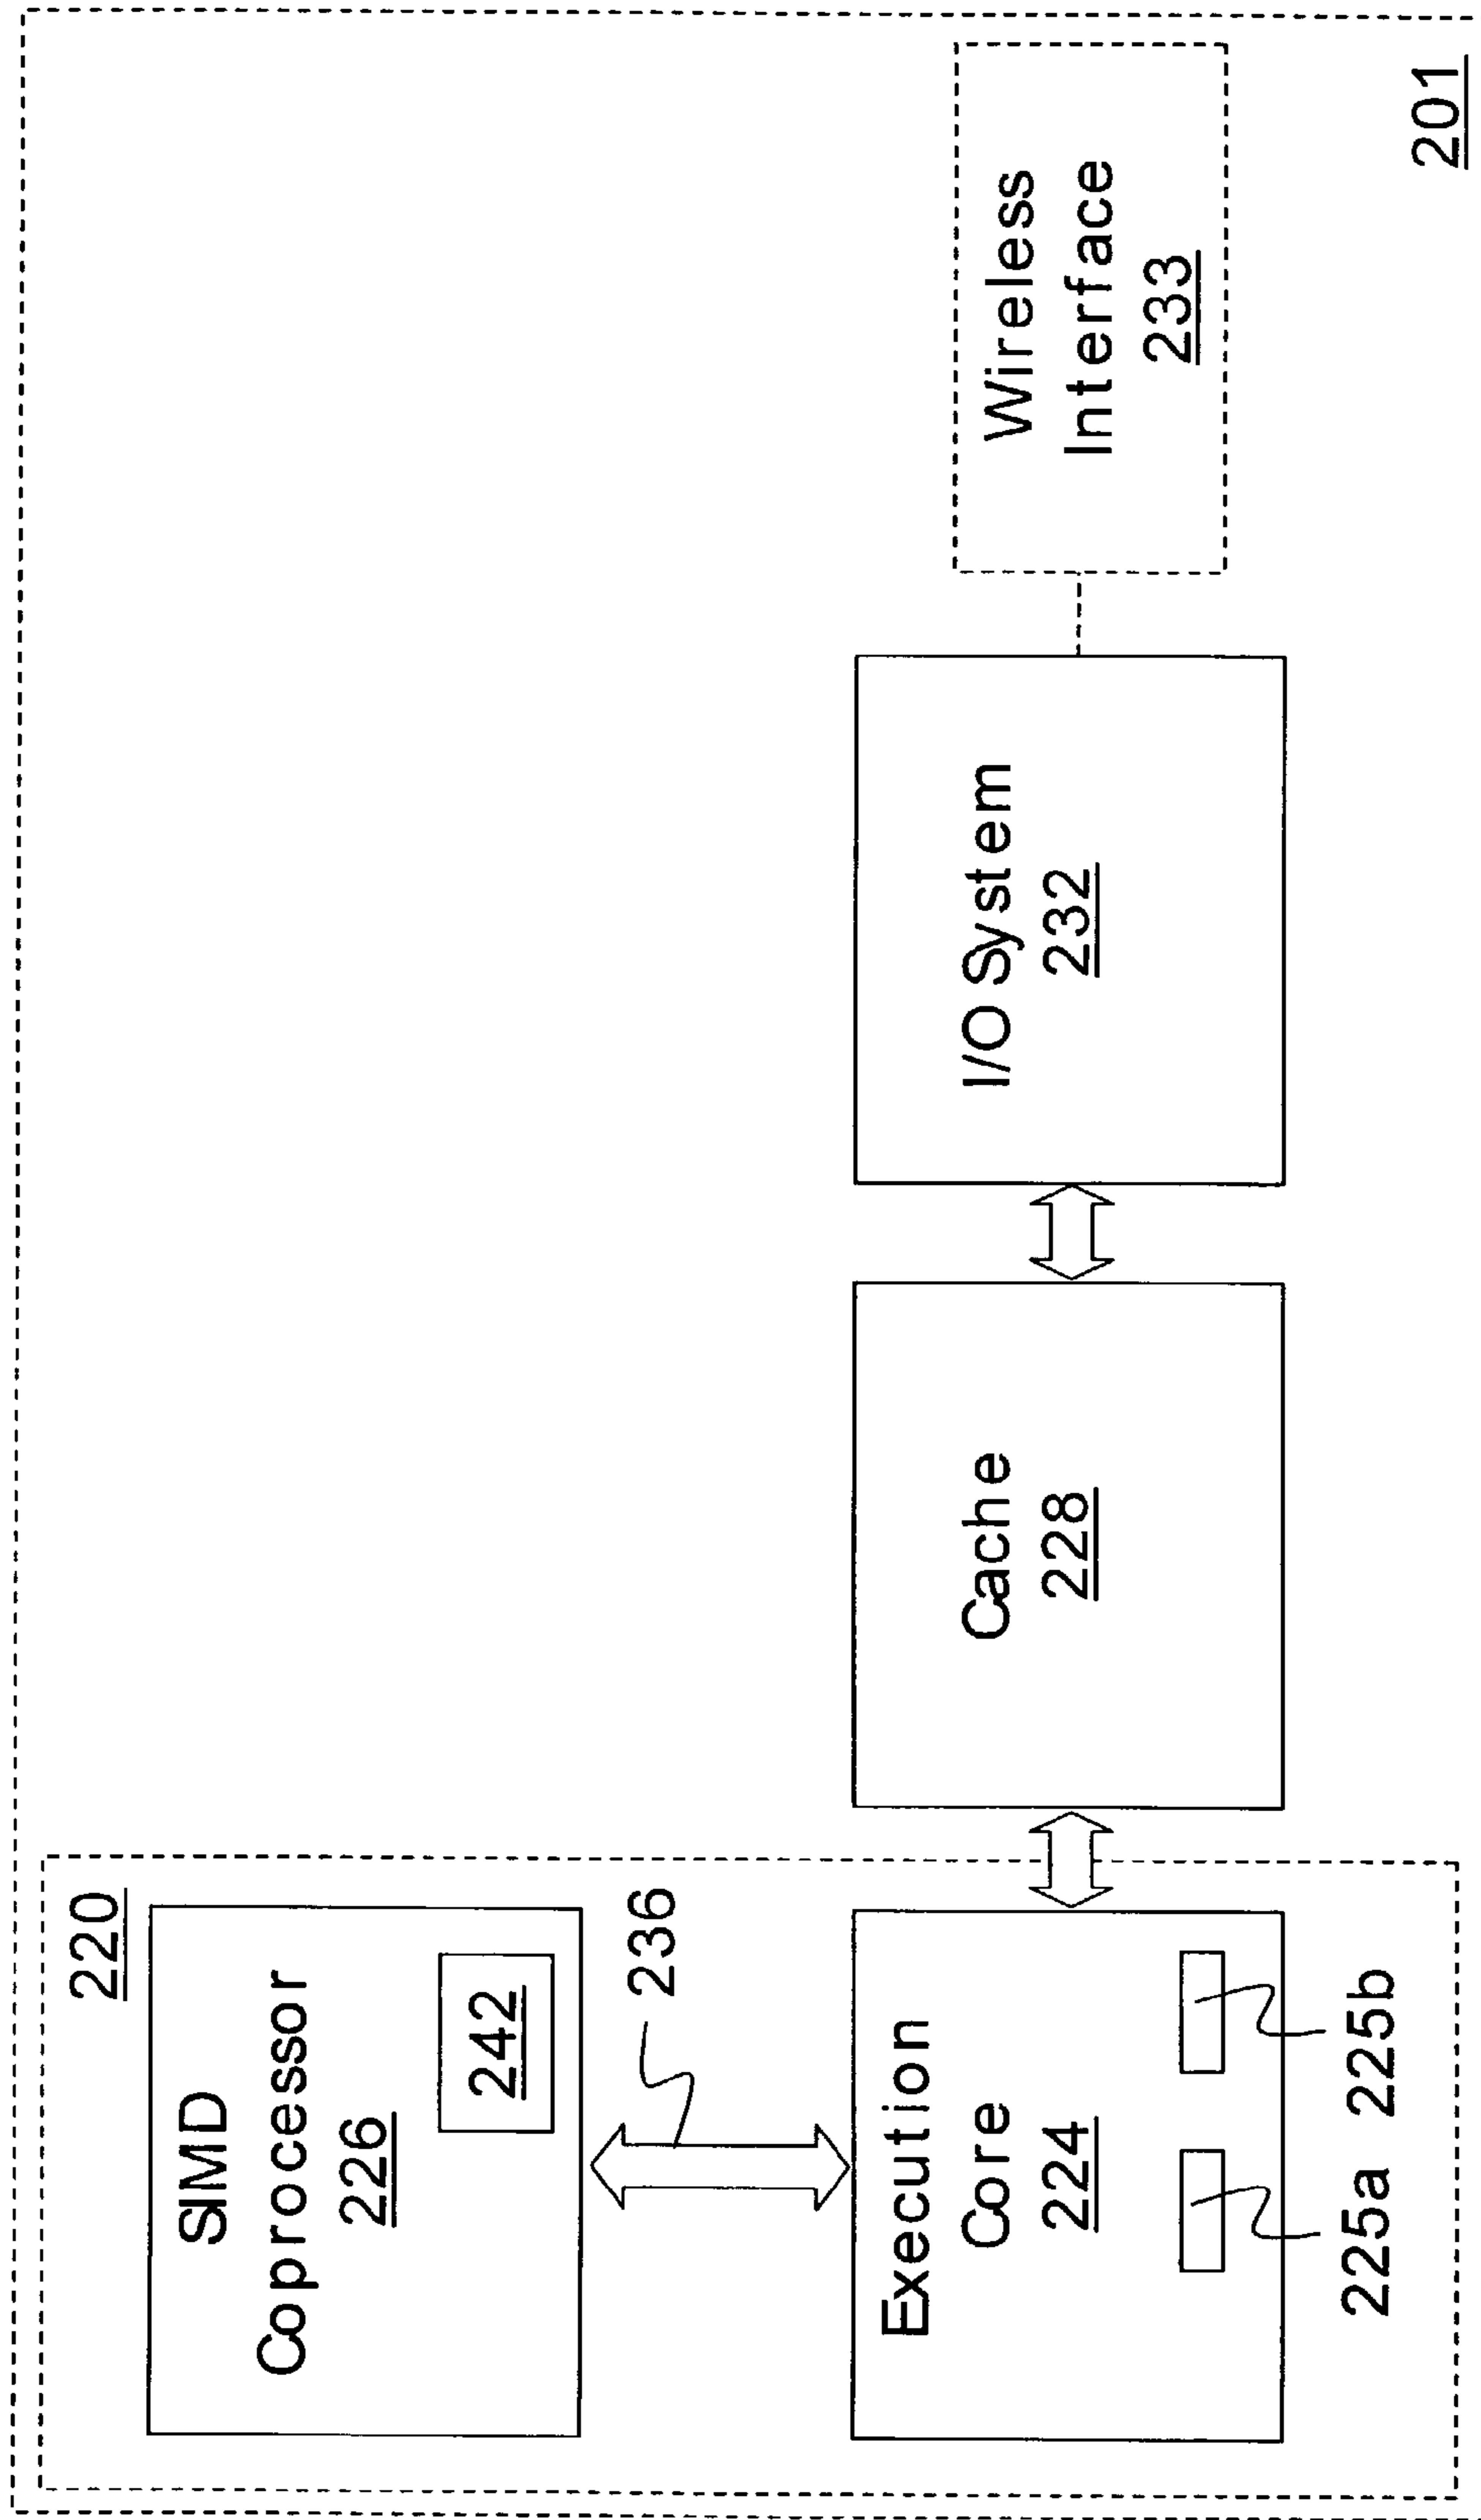 220
SIMD
Coprocessor
226
242
236
Execution
Core
224
225a
225b
Cache
228
I/O System
232
Wireless
Interface
233
201